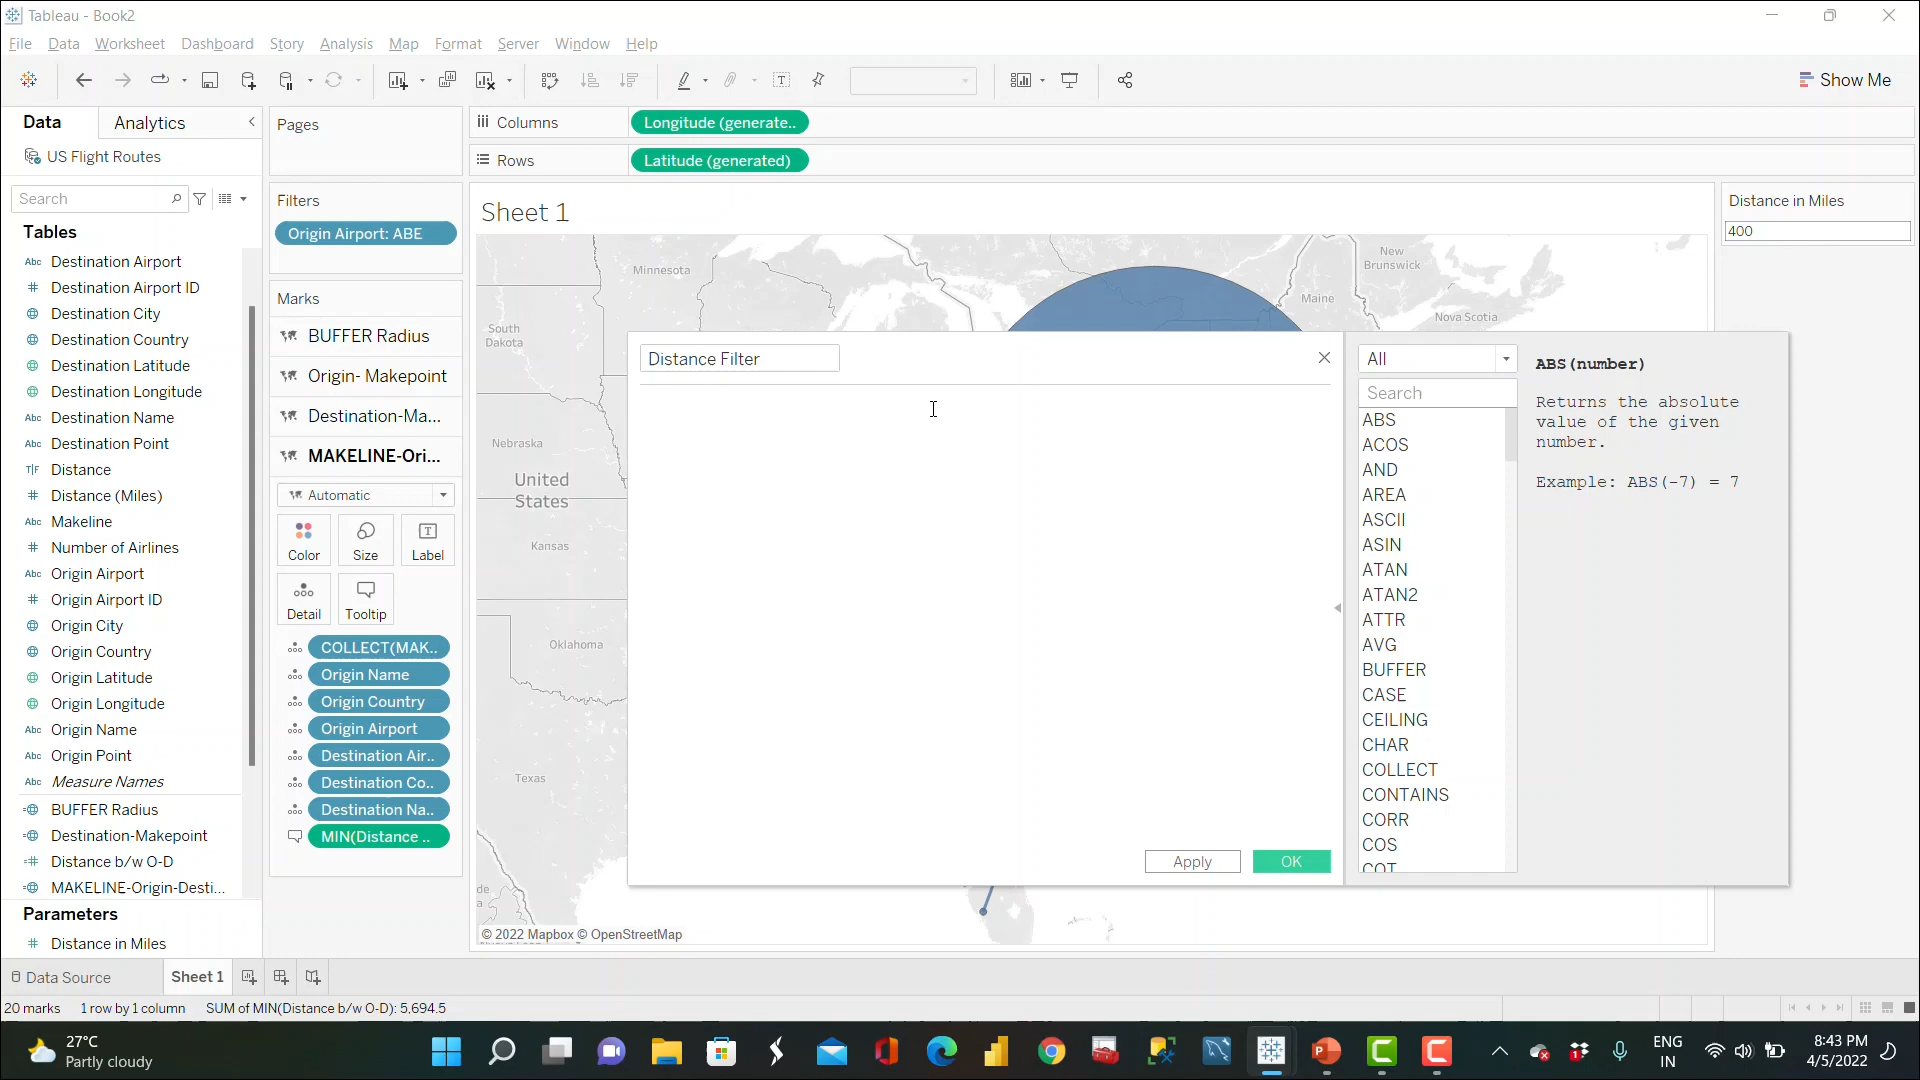 Tableau - Book2
File Data Worksheet Dashboard Story Analysis Map Format Server Window Help
Show Me
Data
Analytics
US Flight Routes
Search
Tables
Abc Destination Airport
# Destination Airport ID
Destination City
Destination Country
Destination Latitude
Destination Longitude
Abc Destination Name
Abc Destination Point
T|F Distance
# Distance (Miles)
Abc Makeline
# Number of Airlines
Abc Origin Airport
# Origin Airport ID
Origin City
Origin Country
Origin Latitude
Origin Longitude
Abc Origin Name
Abc Origin Point
Abc Measure Names
BUFFER Radius
Destination-Makepoint
=# Distance b/w O-D
MAKELINE-Origin-Desti...
Parameters
# Distance in Miles
Pages
Filters
Origin Airport: ABE
Marks
BUFFER Radius
Origin- Makepoint
Destination-Ma...
MAKELINE-Ori...
Automatic
Color
Size
Label
Detail
Tooltip
COLLECT(MAK..
Origin Name
Origin Country
Origin Airport
Destination Air..
Destination Co..
Destination Na..
MIN(Distance ..
Columns
Longitude (generate..
Rows
Latitude (generated)
Sheet 1
Minnesota
South
Dakota
Nebraska
United
States
Kansas
Oklahoma
Texas
New
Brunswick
Maine
Nova Scotia
© 2022 Mapbox © OpenStreetMap
Distance in Miles
400
Distance Filter
Apply
OK
All
Search
ABS
ACOS
AND
AREA
ASCII
ASIN
ATAN
ATAN2
ATTR
AVG
BUFFER
CASE
CEILING
CHAR
COLLECT
CONTAINS
CORR
COS
COT
ABS(number)
Returns the absolute
value of the given
number.
Example: ABS(-7) = 7
Data Source
Sheet 1
20 marks
1 row by 1 column
SUM of MIN(Distance b/w O-D): 5,694.5
27°C
Partly cloudy
ENG
IN
8:43 PM
4/5/2022